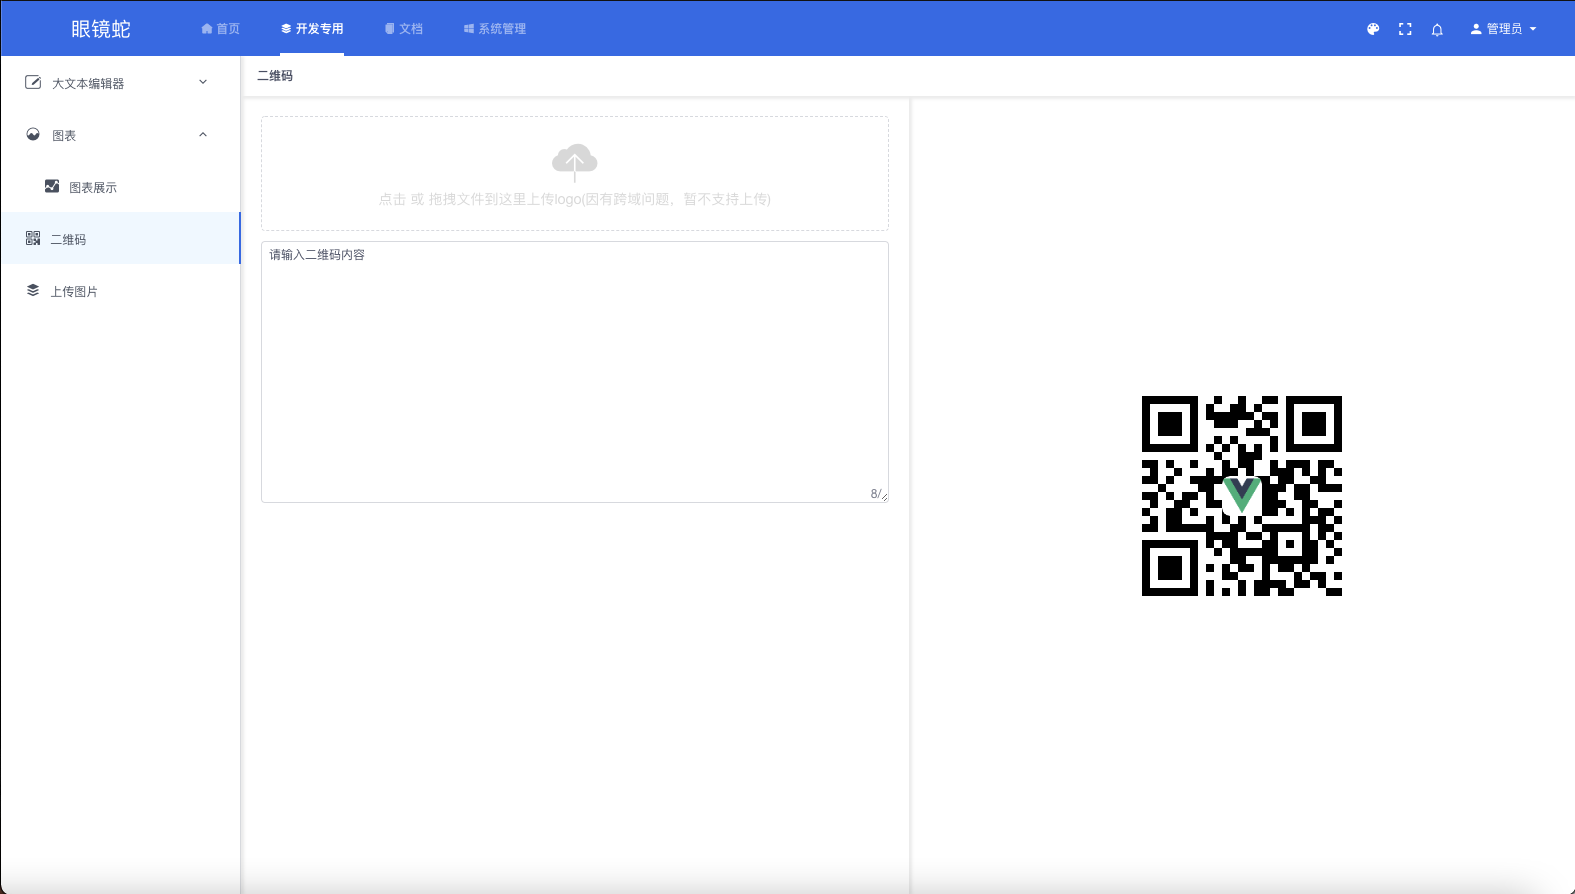 眼镜蛇 首页 开发专用 文档 系统管理 管理员
大文本编辑器
图表
图表展示
二维码
上传图片
二维码
点击 或 拖拽文件到这里上传logo(因有跨域问题，暂不支持上传)
请输入二维码内容
8/